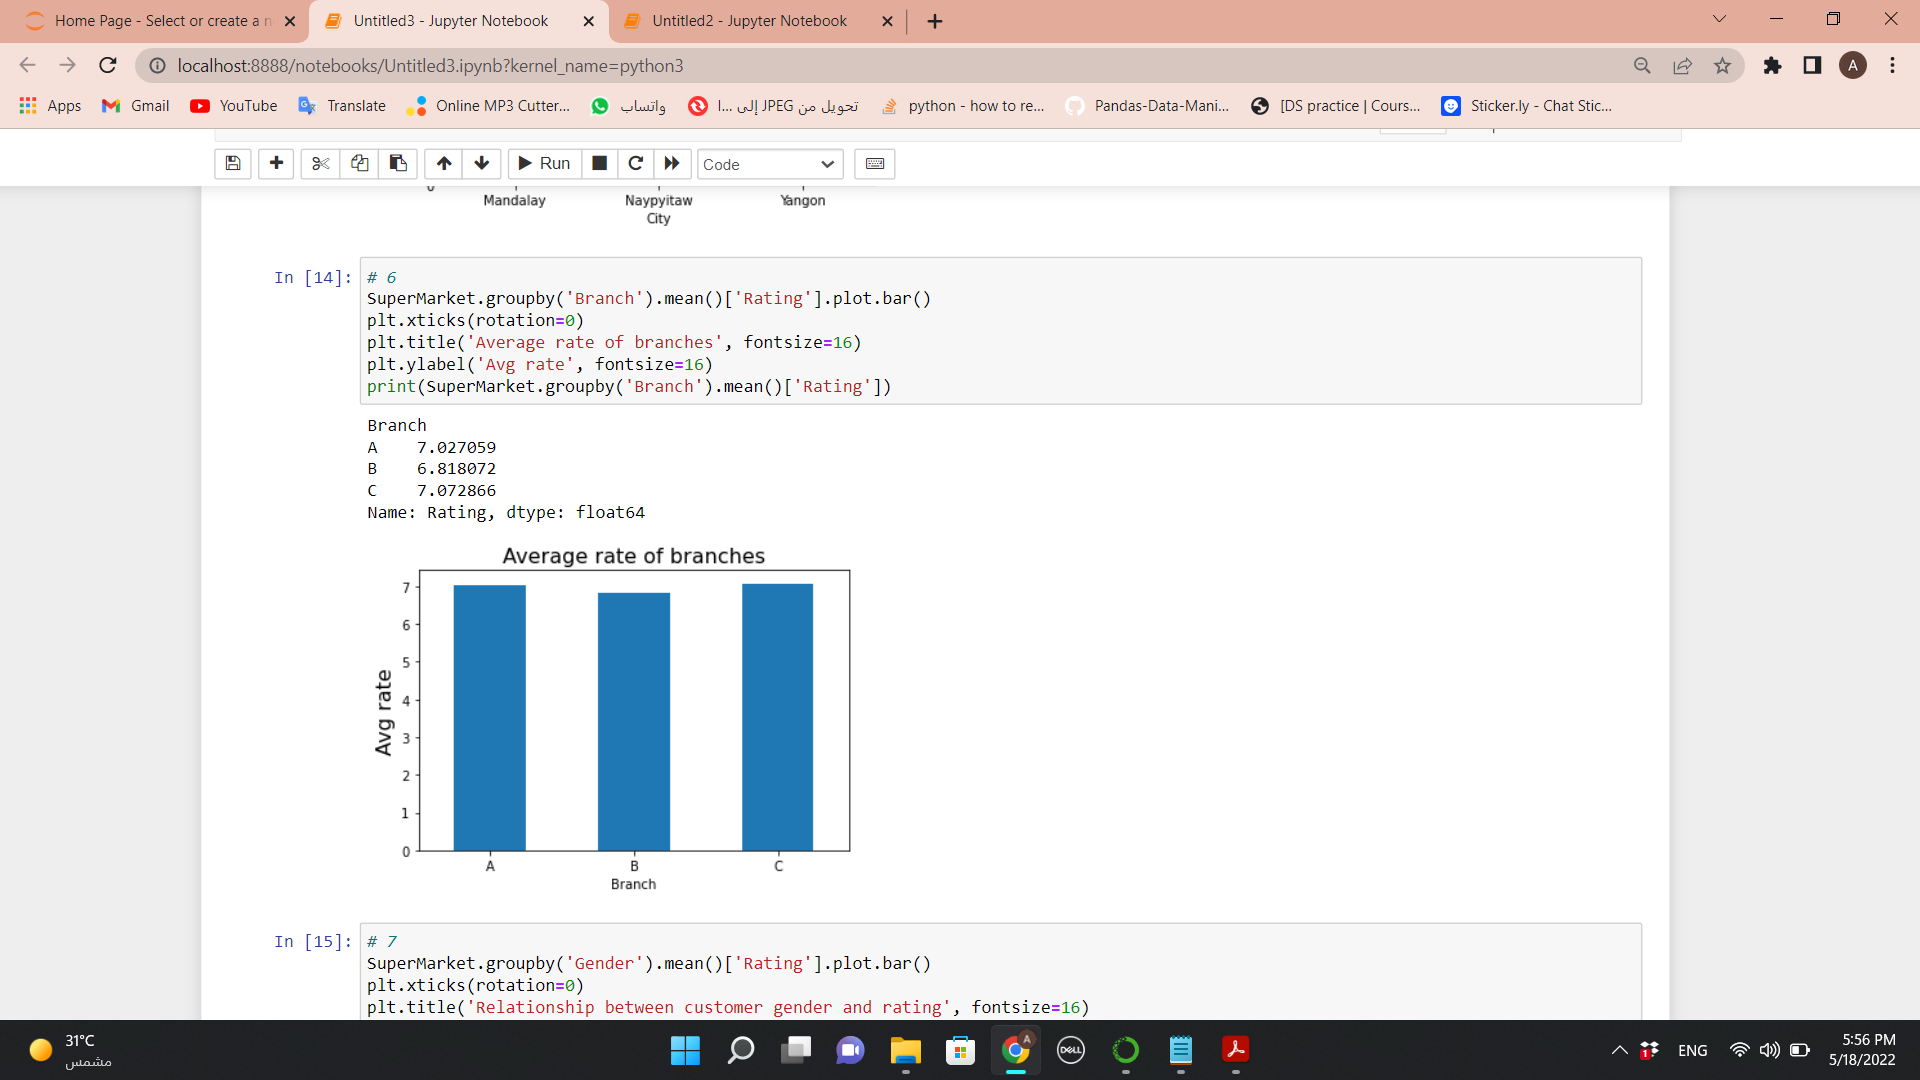 Home Page - Select or create a n
Untitled3 - Jupyter Notebook
Untitled2 - Jupyter Notebook
localhost:8888/notebooks/Untitled3.ipynb?kernel_name=python3
A
Apps
Gmail
YouTube
Translate
Online MP3 Cutter...
واتساب
تحويل من JPEG إلى I...
python - how to re...
Pandas-Data-Mani...
[DS practice | Cours...
Sticker.ly - Chat Stic...
Run
Code
0
Mandalay
Naypyitaw
Yangon
City
In [14]:
# 6
SuperMarket.groupby('Branch').mean()['Rating'].plot.bar()
plt.xticks(rotation=0)
plt.title('Average rate of branches', fontsize=16)
plt.ylabel('Avg rate', fontsize=16)
print(SuperMarket.groupby('Branch').mean()['Rating'])
Branch
A    7.027059
B    6.818072
C    7.072866
Name: Rating, dtype: float64
Average rate of branches
7
6
5
4
3
2
1
0
Avg rate
A
B
C
Branch
In [15]:
# 7
SuperMarket.groupby('Gender').mean()['Rating'].plot.bar()
plt.xticks(rotation=0)
plt.title('Relationship between customer gender and rating', fontsize=16)
31°C
مشمس
A
DELL
1
ENG
5:56 PM
5/18/2022